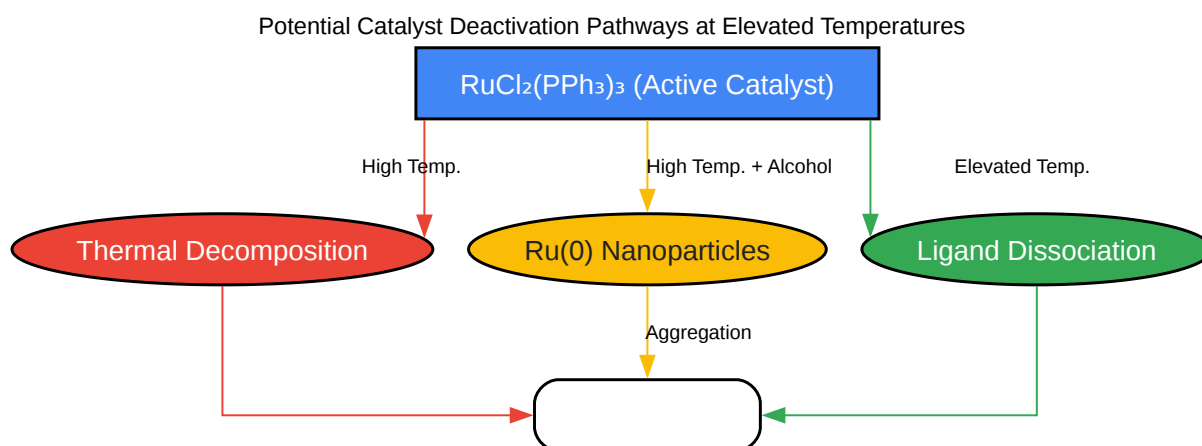 Potential Catalyst Deactivation Pathways at Elevated Temperatures
RuCl₂(PPh₃)₃ (Active Catalyst)
High Temp.
High Temp. + Alcohol
Elevated Temp.
Thermal Decomposition
Ru(0) Nanoparticles
Ligand Dissociation
Aggregation